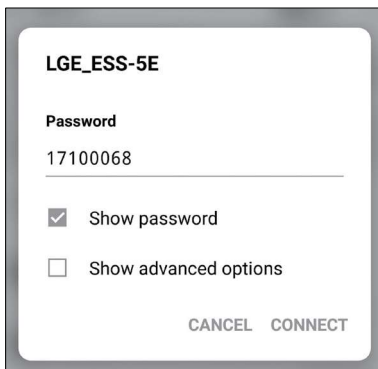 LGE_ESS-5E
Password
17100068
Show password
Show advanced options
CANCEL CONNECT